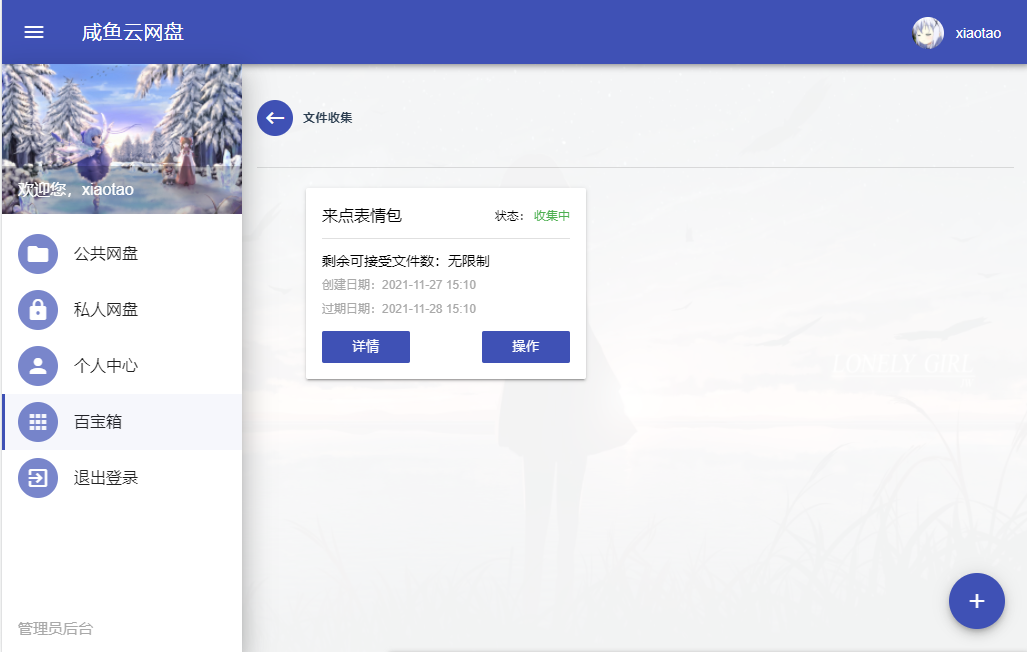 咸鱼云网盘
xiaotao
欢迎您，xiaotao
公共网盘
私人网盘
个人中心
百宝箱
退出登录
管理员后台
文件收集
来点表情包
状态： 收集中
剩余可接受文件数：无限制
创建日期：2021-11-27 15:10
过期日期：2021-11-28 15:10
详情
操作
LONELY GIRL